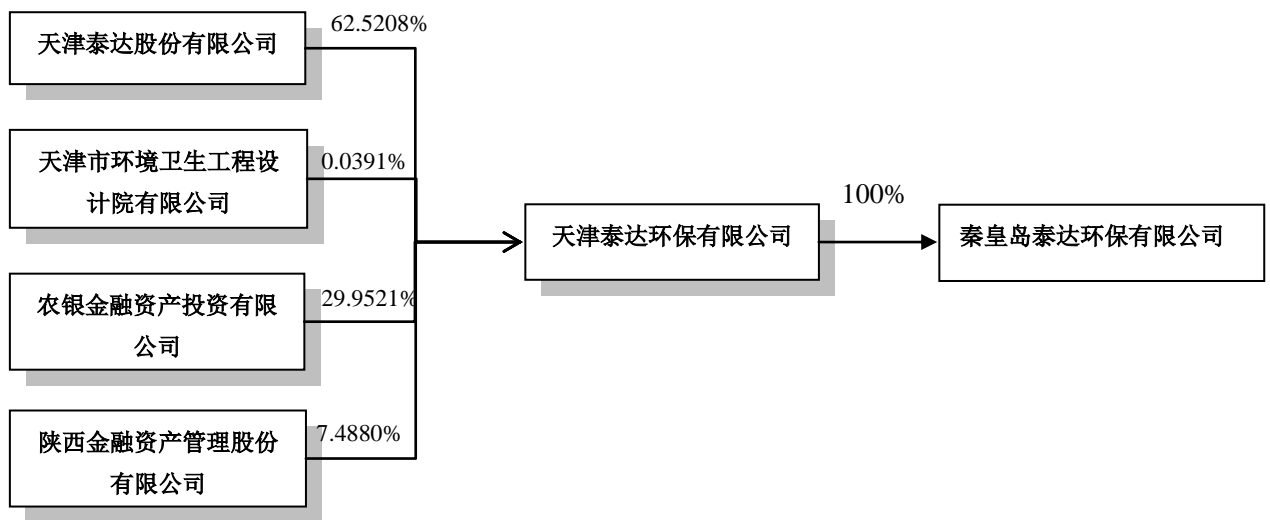 天津泰达股份有限公司
62.5208%
天津市环境卫生工程设
计院有限公司
0.0391%
农银金融资产投资有限
公司
29.9521%
陕西金融资产管理股份
有限公司
7.4880%
天津泰达环保有限公司
100%
秦皇岛泰达环保有限公司